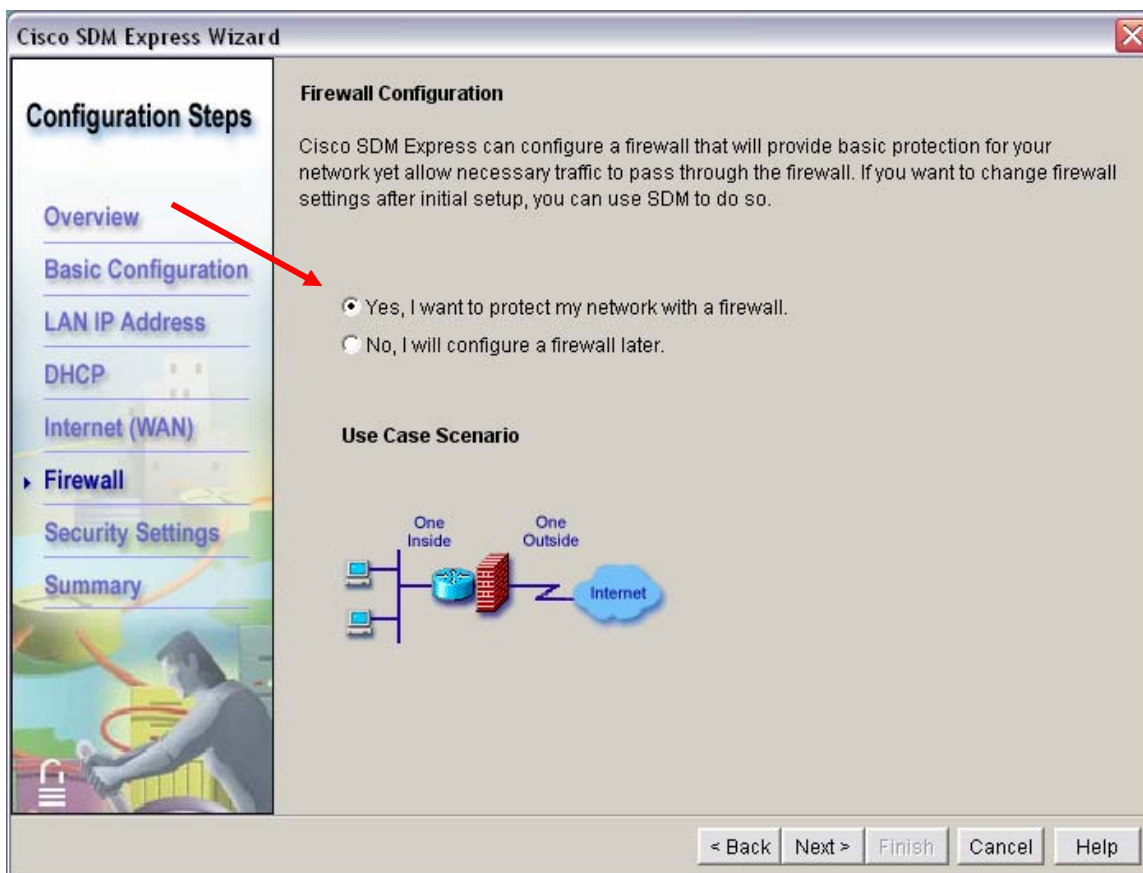 Cisco SDM Express Wizard
Configuration Steps
Overview
Basic Configuration
LAN IP Address
DHCP
Internet (WAN)
Firewall
Security Settings
Summary
Firewall Configuration
Cisco SDM Express can configure a firewall that will provide basic protection for your
network yet allow necessary traffic to pass through the firewall. If you want to change firewall
settings after initial setup, you can use SDM to do so.
Yes, I want to protect my network with a firewall.
No, I will configure a firewall later.
Use Case Scenario
One
Inside
One
Outside
Internet
< Back
Next >
Finish
Cancel
Help